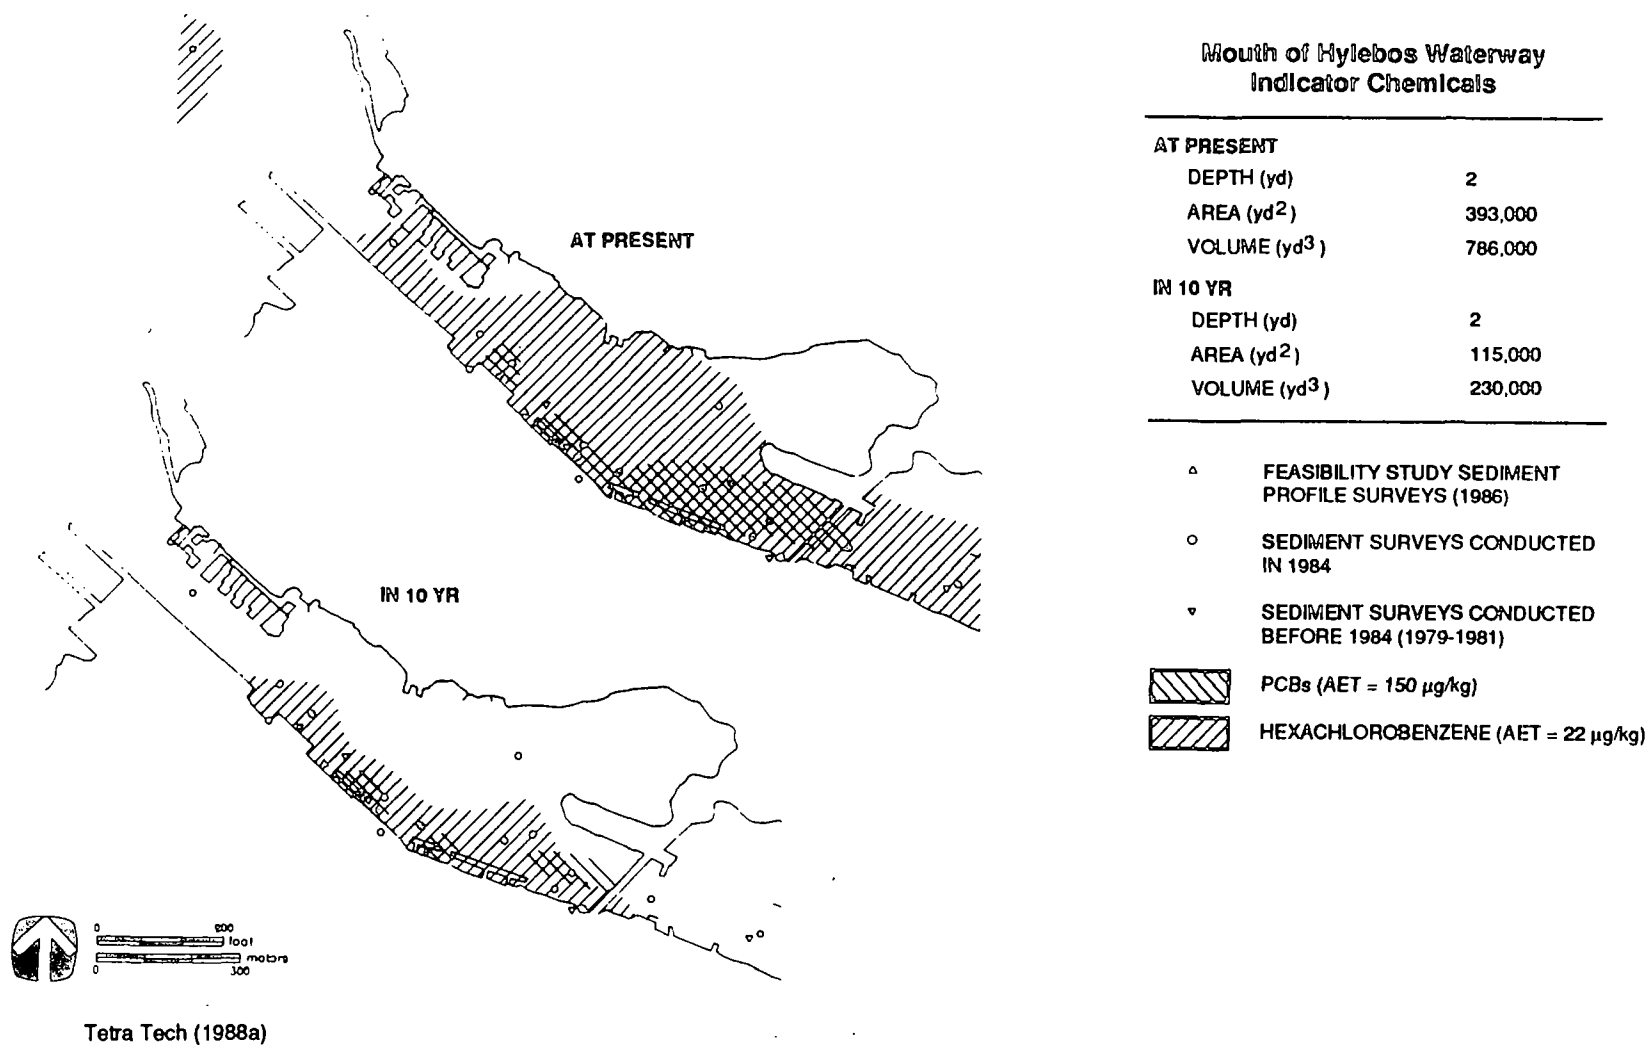 Mouth of Hylebos Waterway
Indicator Chemicals
AT PRESENT
DEPTH (yd) 2
AREA (yd2) 393,000
VOLUME (yd3) 786,000
IN 10 YR
DEPTH (yd) 2
AREA (yd2) 115,000
VOLUME (yd3) 230,000
FEASIBILITY STUDY SEDIMENT
PROFILE SURVEYS (1986)
SEDIMENT SURVEYS CONDUCTED
IN 1984
SEDIMENT SURVEYS CONDUCTED
BEFORE 1984 (1979-1981)
PCBs (AET = 150 µg/kg)
HEXACHLOROBENZENE (AET = 22 µg/kg)
AT PRESENT
IN 10 YR
0
feet
meters
0 300
Tetra Tech (1988a)